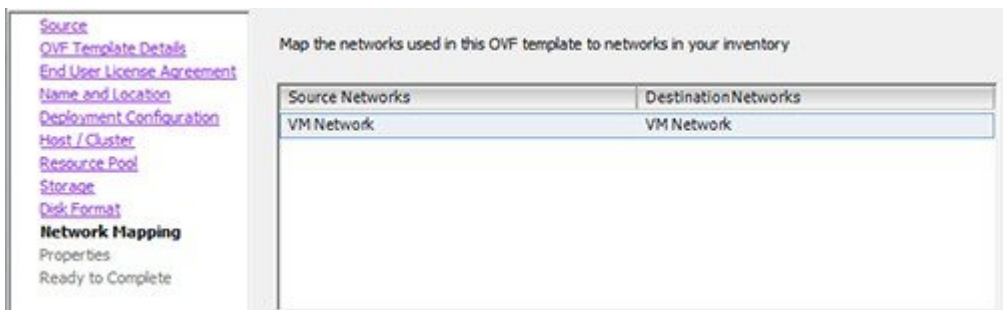 Source
OVF Template Details
End User License Agreement
Name and Location
Deployment Configuration
Host / Cluster
Resource Pool
Storage
Disk Format
Network Mapping
Properties
Ready to Complete
Map the networks used in this OVF template to networks in your inventory
Source Networks DestinationNetworks
VM Network VM Network